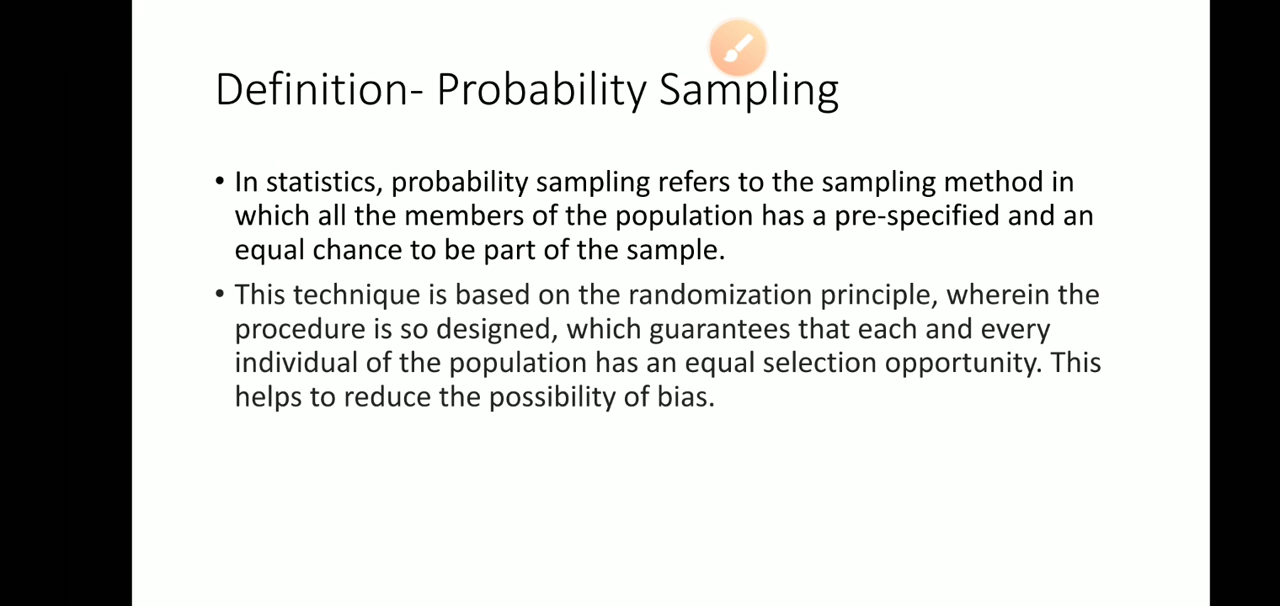 Definition- Probability Sampling
• In statistics, probability sampling refers to the sampling method in
which all the members of the population has a pre-specified and an
equal chance to be part of the sample.
• This technique is based on the randomization principle, wherein the
procedure is so designed, which guarantees that each and every
individual of the population has an equal selection opportunity. This
helps to reduce the possibility of bias.